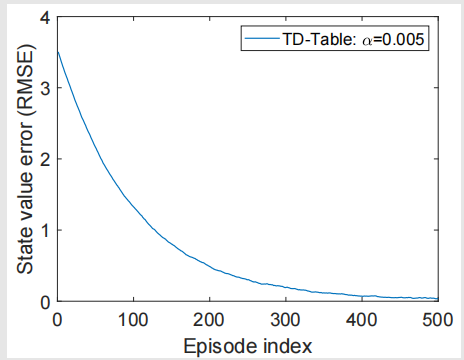 TD-Table: α=0.005
State value error (RMSE)
4
3
2
1
0
0 100 200 300 400 500
Episode index